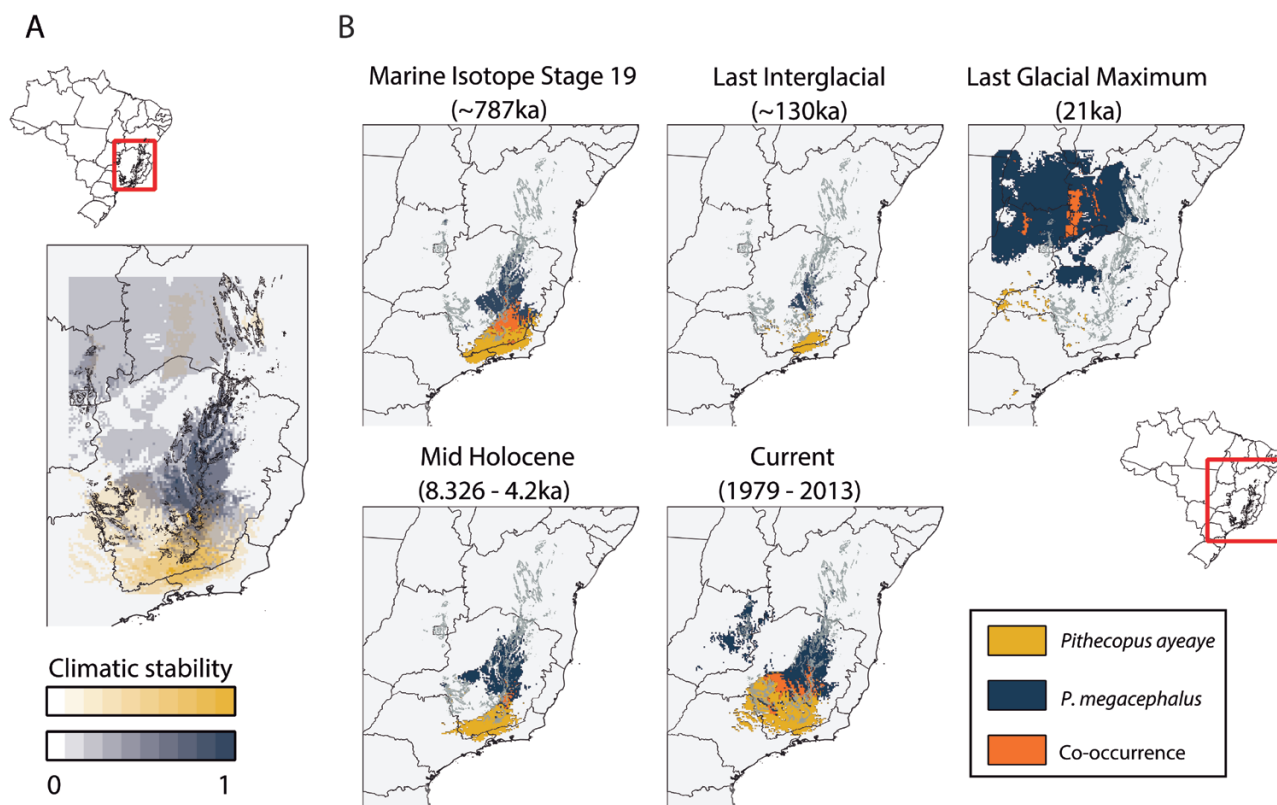 A
B
Marine Isotope Stage 19
(~787ka)
Last Interglacial
(~130ka)
Last Glacial Maximum
(21ka)
Mid Holocene
(8.326 - 4.2ka)
Current
(1979 - 2013)
Climatic stability
0
1
Pithecopus ayeaye
P. megacephalus
Co-occurrence